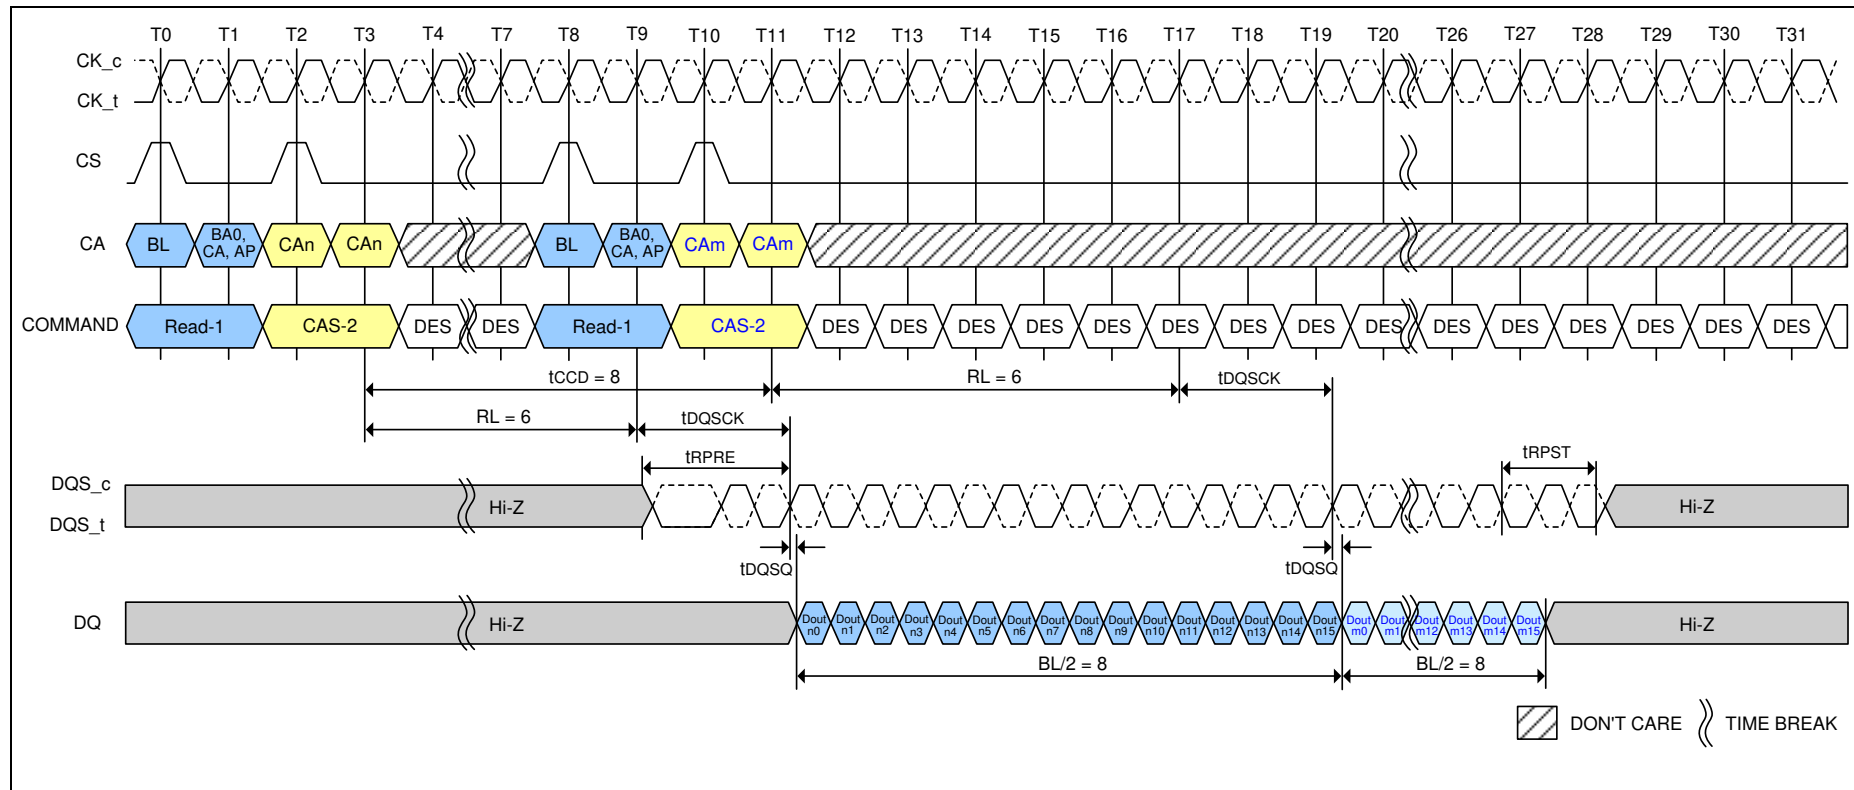 T0 T1 T2 T3 T4 T7 T8 T9 T10 T11 T12 T13 T14 T15 T16 T17 T18 T19 T20 T26 T27 T28 T29 T30 T31
CK_c
CK_t
CS
CA BL BA0, CA, AP CAn CAn BL BA0, CA, AP CAm CAm
COMMAND Read-1 CAS-2 DES DES Read-1 CAS-2 DES DES DES DES DES DES DES DES DES DES DES DES DES DES DES
tCCD = 8 RL = 6 tDQSCK
RL = 6 tDQSCK
tRPRE tRPST
DQS_c
Hi-Z Hi-Z
DQS_t
tDQSQ tDQSQ
DQ Hi-Z Dout n0 Dout n1 Dout n2 Dout n3 Dout n4 Dout n5 Dout n6 Dout n7 Dout n8 Dout n9 Dout n10 Dout n11 Dout n12 Dout n13 Dout n14 Dout n15 Dout m0 Dout m1 Dout m12 Dout m13 Dout m14 Dout m15 Hi-Z
BL/2 = 8 BL/2 = 8
DON'T CARE TIME BREAK